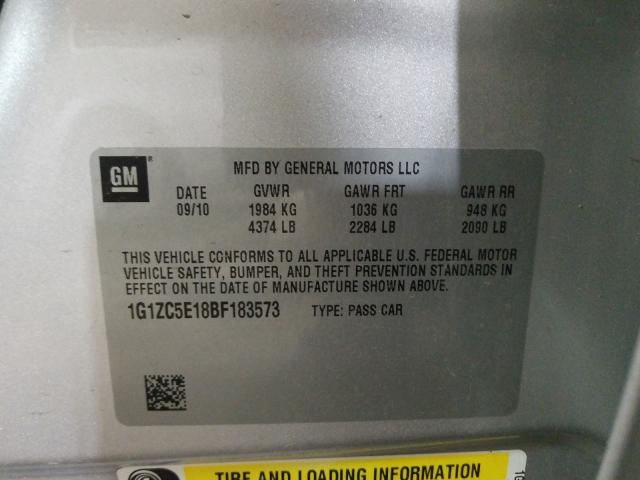 GM
MFD BY GENERAL MOTORS LLC
DATE GVWR GAWR FRT GAWR RR
09/10 1984 KG 1036 KG 948 KG
4374 LB 2284 LB 2090 LB
THIS VEHICLE CONFORMS TO ALL APPLICABLE U.S. FEDERAL MOTOR
VEHICLE SAFETY, BUMPER, AND THEFT PREVENTION STANDARDS IN
EFFECT ON THE DATE OF MANUFACTURE SHOWN ABOVE.
1G1ZC5E18BF183573 TYPE: PASS CAR
TIRE AND LOADING INFORMATION